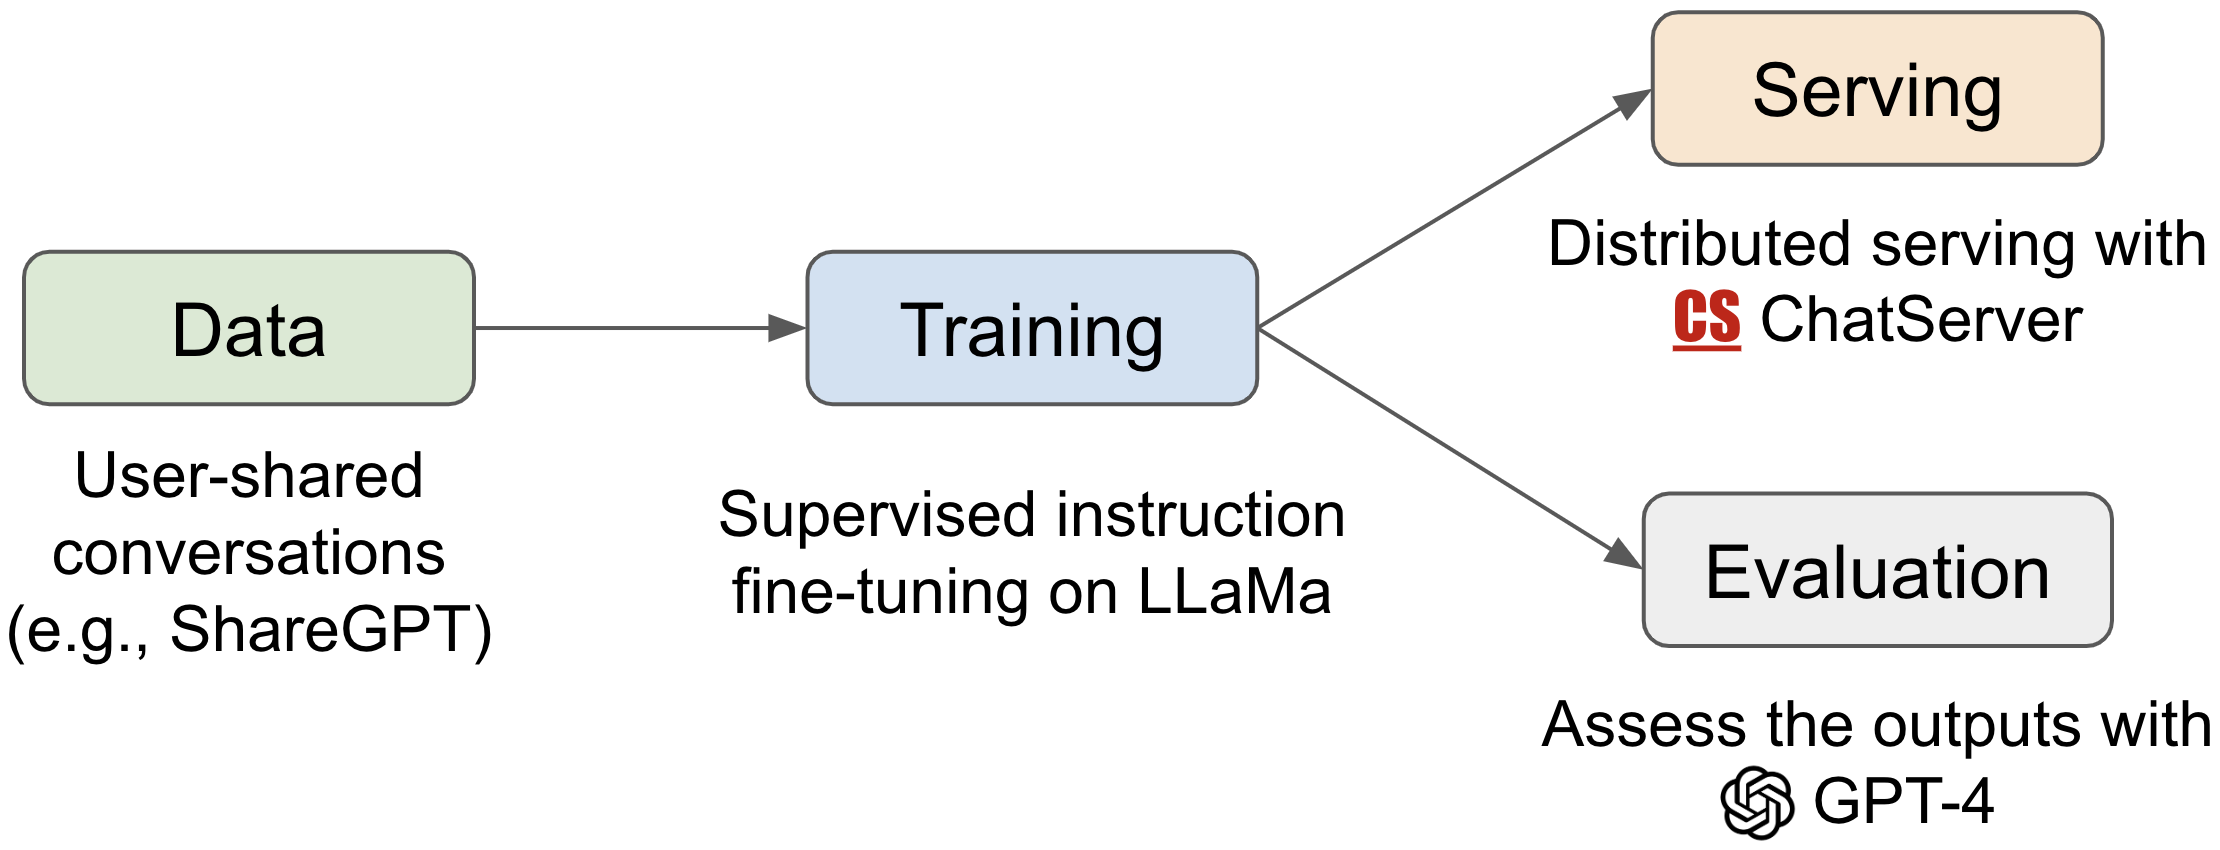 Data
User-shared
conversations
(e.g., ShareGPT)
Training
Supervised instruction
fine-tuning on LLaMa
Serving
Distributed serving with
CS ChatServer
Evaluation
Assess the outputs with
GPT-4